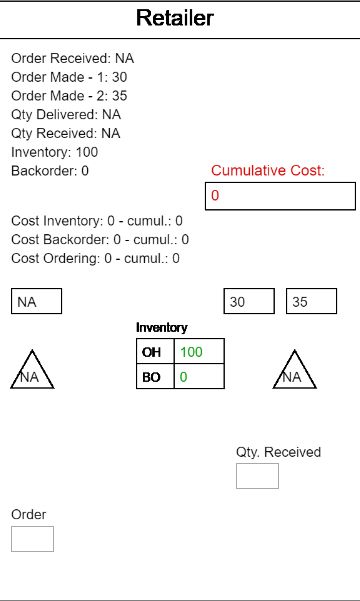 Retailer
Order Received: NA
Order Made - 1: 30
Order Made - 2: 35
Qty Delivered: NA
Qty Received: NA
Inventory: 100
Backorder: 0
Cumulative Cost:
0
Cost Inventory: 0 - cumul.: 0
Cost Backorder: 0 - cumul.: 0
Cost Ordering: 0 - cumul.: 0
NA 30 35
Inventory
OH 100
BO 0
NA NA
Qty. Received
Order